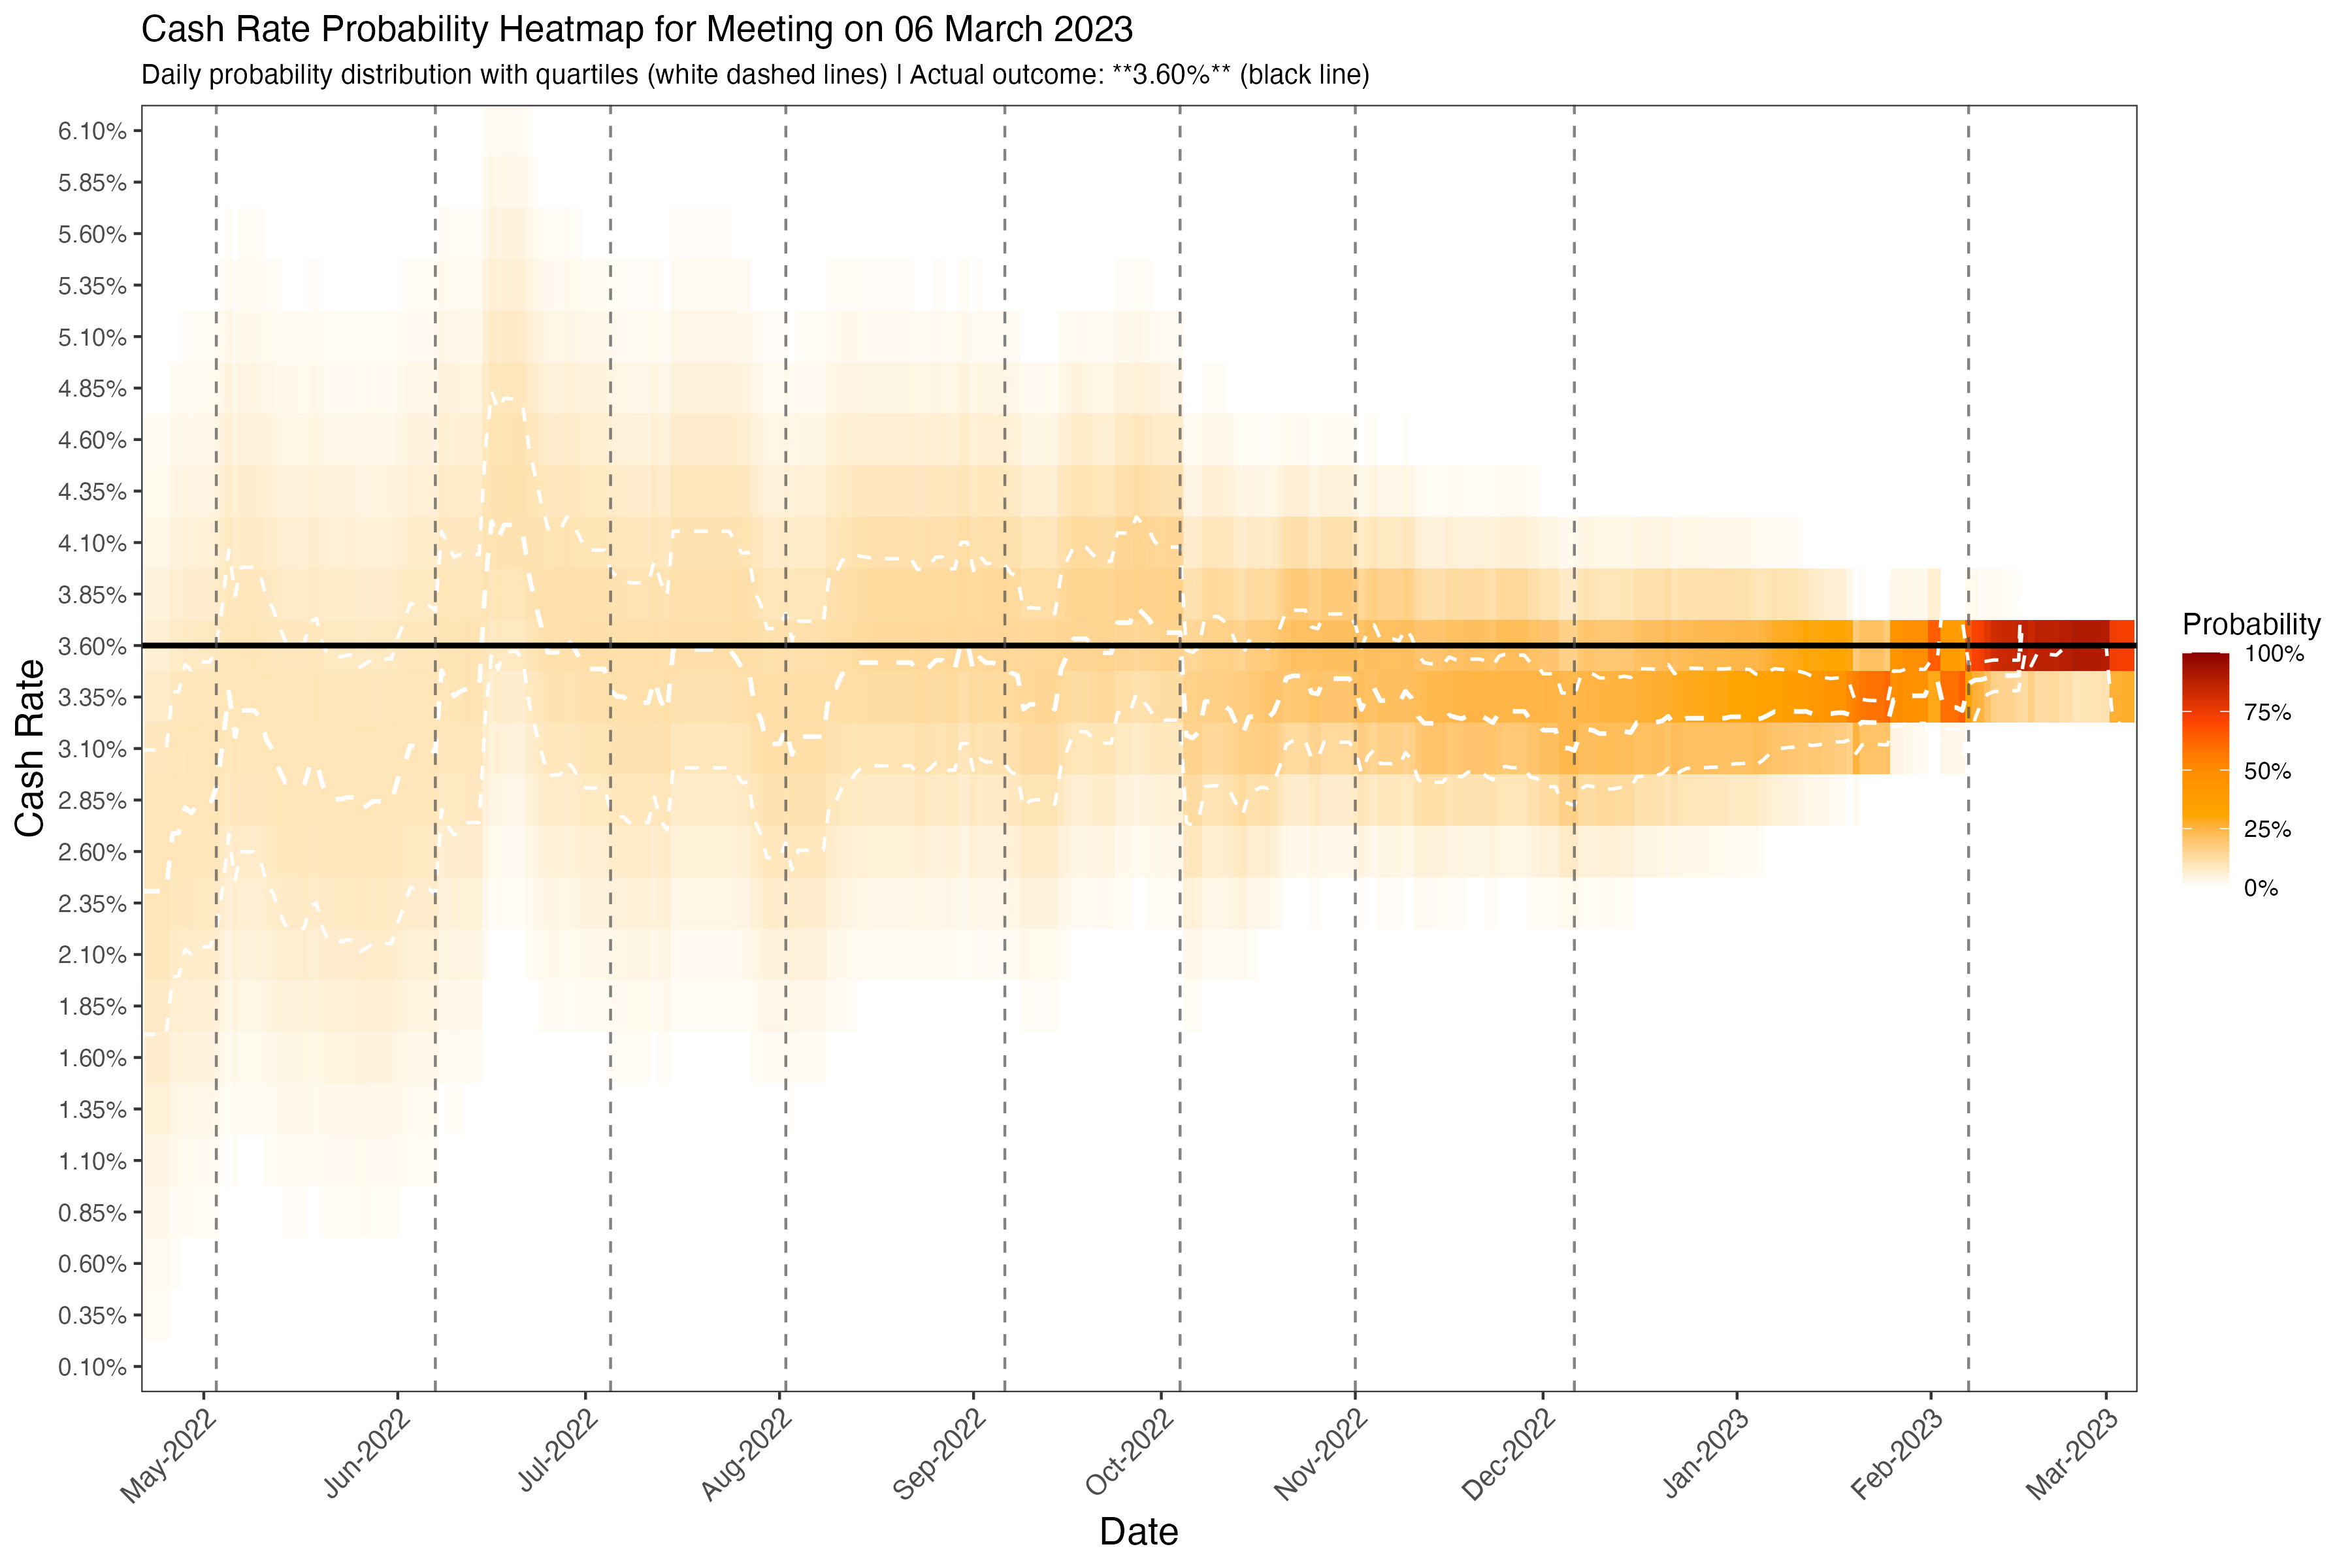 Cash Rate Probability Heatmap for Meeting on 06 March 2023
Daily probability distribution with quartiles (white dashed lines) | Actual outcome: **3.60%** (black line)
Cash Rate
6.10%
5.85%
5.60%
5.35%
5.10%
4.85%
4.60%
4.35%
4.10%
3.85%
3.60%
3.35%
3.10%
2.85%
2.60%
2.35%
2.10%
1.85%
1.60%
1.35%
1.10%
0.85%
0.60%
0.35%
0.10%
May-2022
Jun-2022
Jul-2022
Aug-2022
Sep-2022
Oct-2022
Nov-2022
Dec-2022
Jan-2023
Feb-2023
Mar-2023
Date
Probability
100%
75%
50%
25%
0%